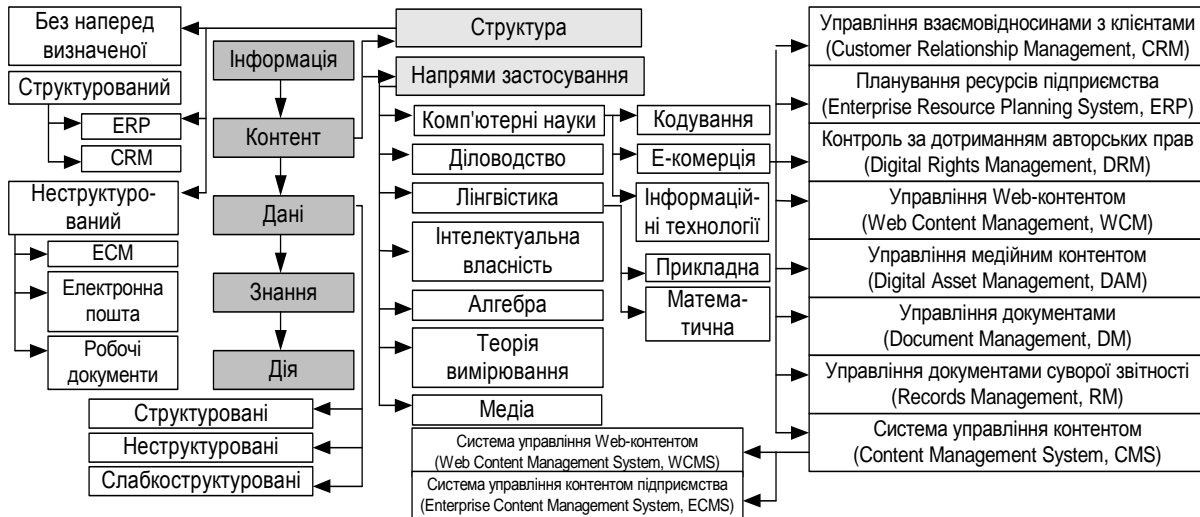 Без наперед
визначеної
Структурований
ERP
CRM
Неструктуро-
ваний
ECM
Електронна
пошта
Робочі
документи
Інформація
Контент
Дані
Знання
Дія
Структуровані
Неструктуровані
Слабкоструктуровані
Структура
Напрями застосування
Комп'ютерні науки
Діловодство
Лінгвістика
Інтелектуальна
власність
Алгебра
Теорія
вимірювання
Медіа
Кодування
Е-комерція
Інформацій-
ні технології
Прикладна
Матема-
тична
Система управління Web-контентом
(Web Content Management System, WCMS)
Система управління контентом підприємства
(Enterprise Content Management System, ECMS)
Управління взаємовідносинами з клієнтами
(Customer Relationship Management, CRM)
Планування ресурсів підприємства
(Enterprise Resource Planning System, ERP)
Контроль за дотриманням авторських прав
(Digital Rights Management, DRM)
Управління Web-контентом
(Web Content Management, WCM)
Управління медійним контентом
(Digital Asset Management, DAM)
Управління документами
(Document Management, DM)
Управління документами суворої звітності
(Records Management, RM)
Система управління контентом
(Content Management System, CMS)